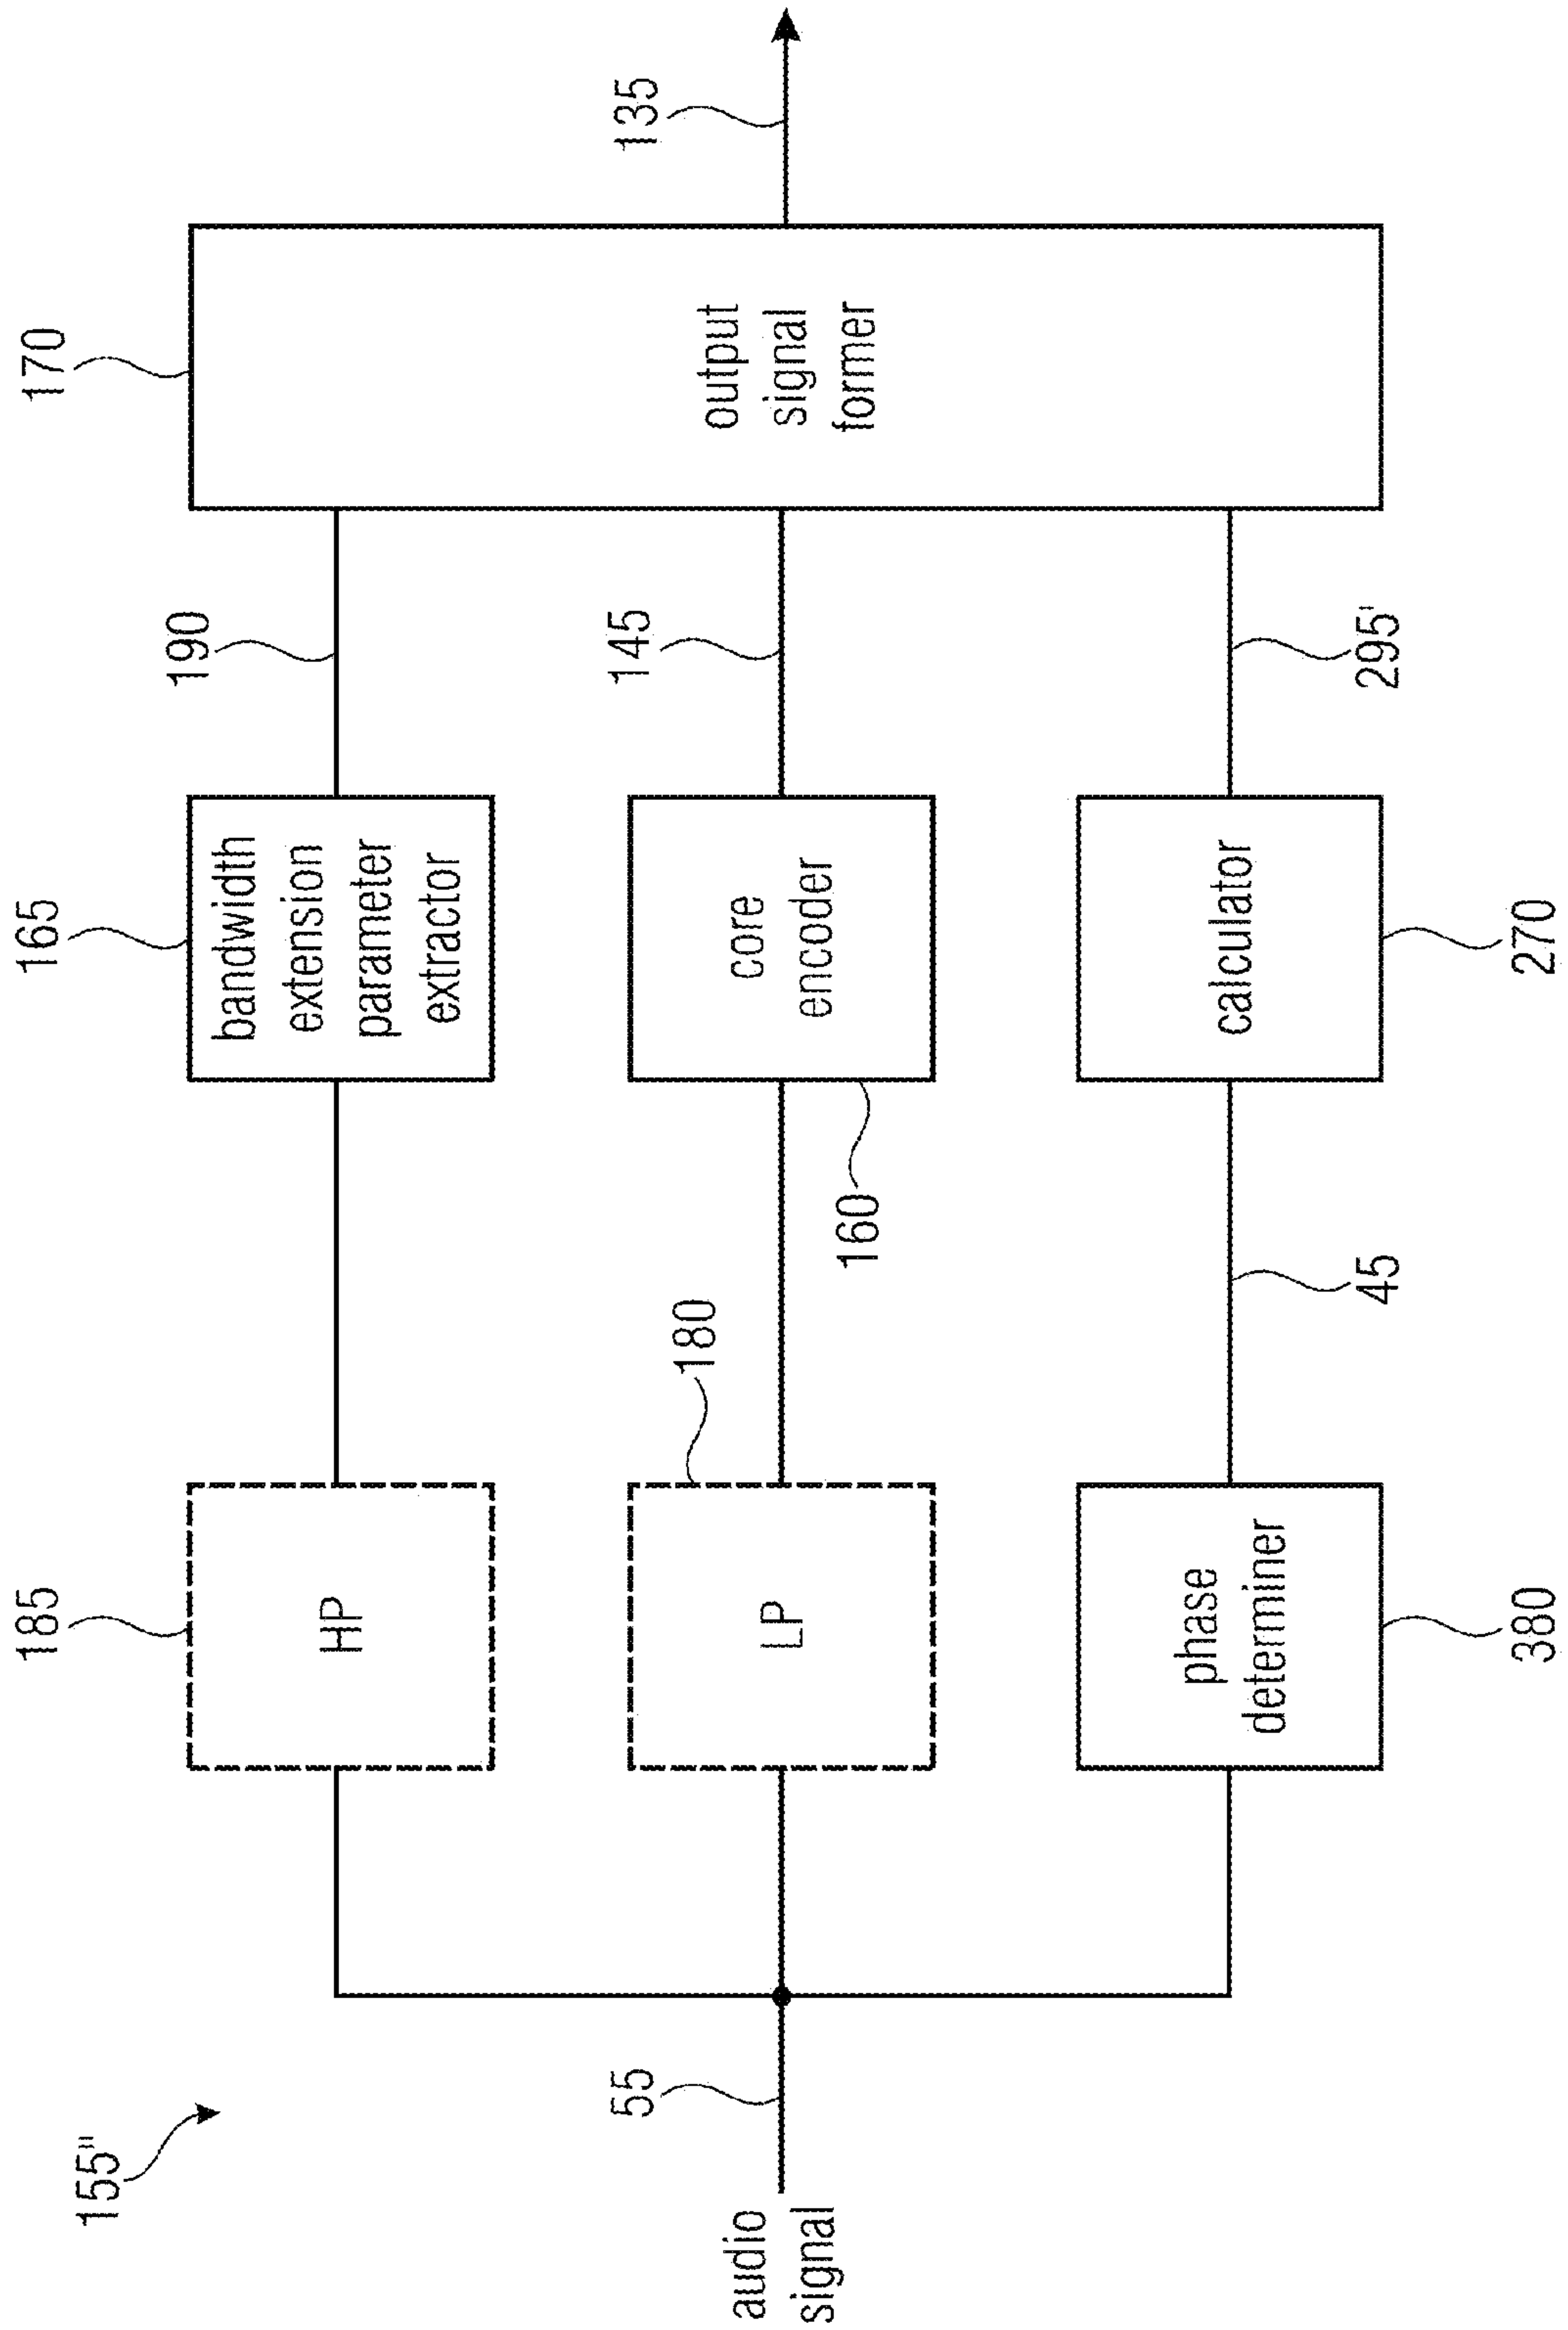 155"
audio
signal
55
185
HP
180
LP
phase
determiner
380
45
165
bandwidth
extension
parameter
extractor
core
encoder
160
calculator
270
190
145
295'
170
output
signal
former
135